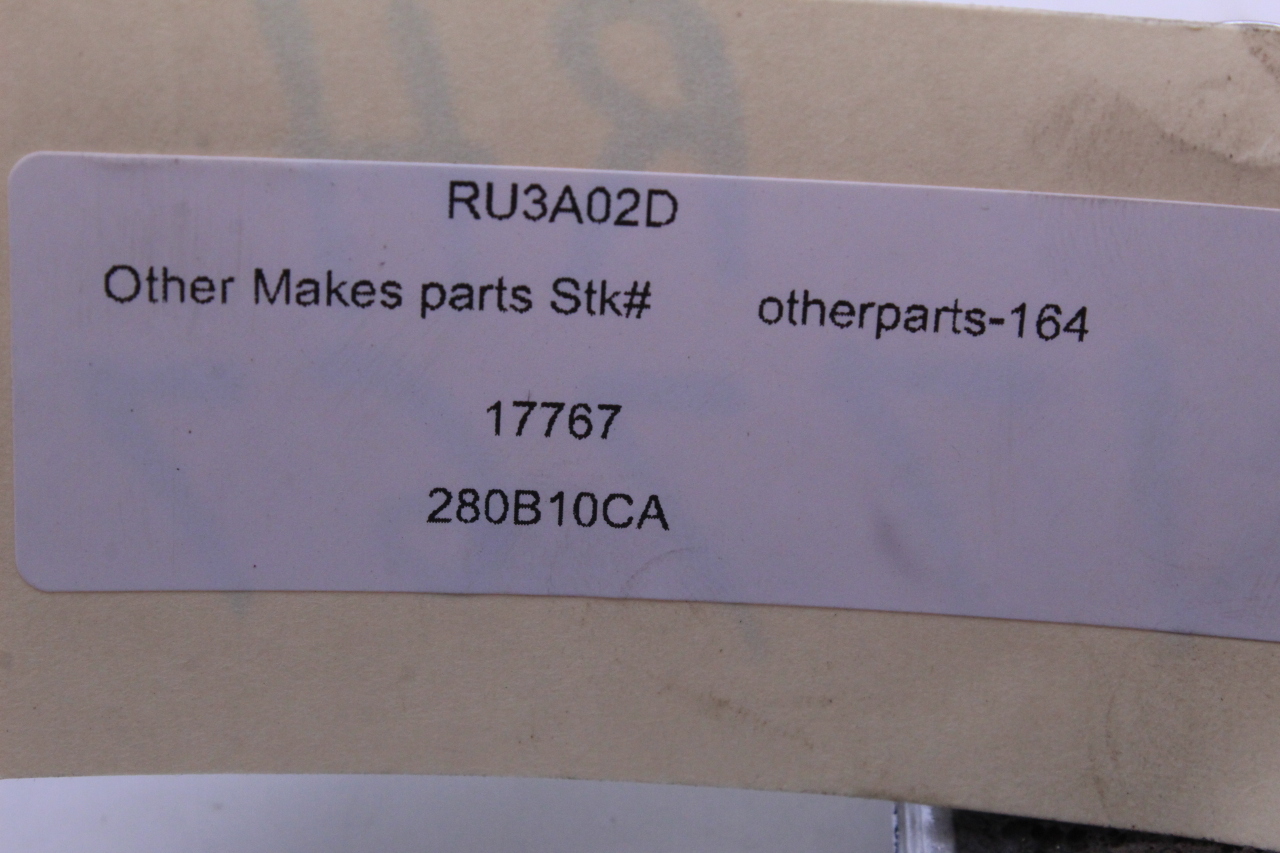 RU3A02D
Other Makes parts Stk# otherparts-164
17767
280B10CA